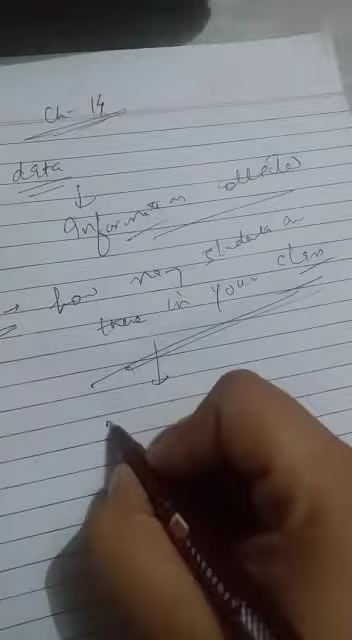 Ch- 14
data
Information collected
→ how many students are
there in your class